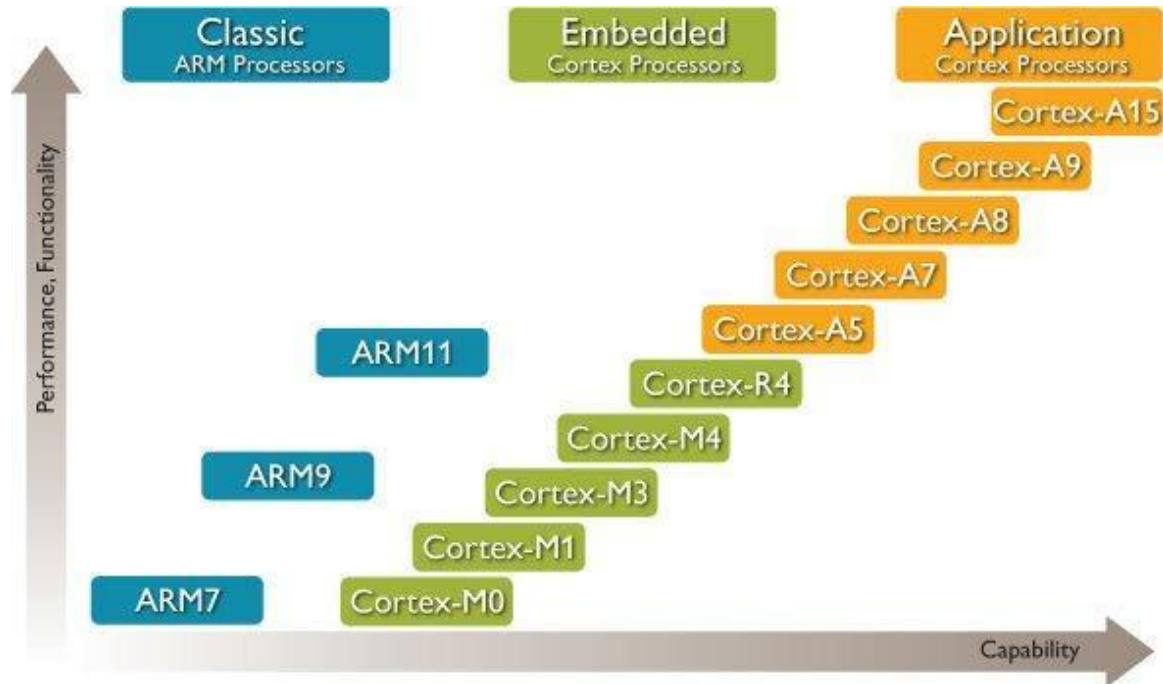 Classic
ARM Processors
Embedded
Cortex Processors
Application
Cortex Processors
Cortex-A15
Cortex-A9
Cortex-A8
Cortex-A7
Cortex-A5
ARM11
Cortex-R4
Cortex-M4
ARM9
Cortex-M3
Cortex-M1
ARM7
Cortex-M0
Performance, Functionality
Capability